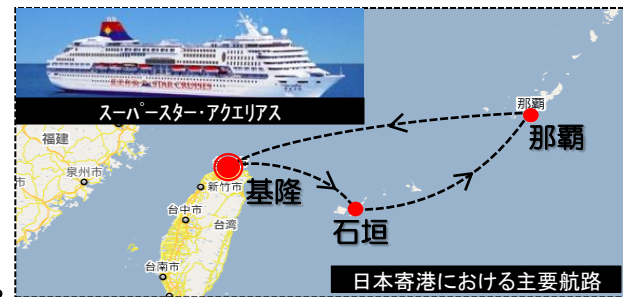 STAR CRUISES
スーパースター・アクエリアス
那覇
那覇
福建
泉州市
市
新竹市
基隆
台中市
台湾
石垣
台南市
日本寄港における主要航路